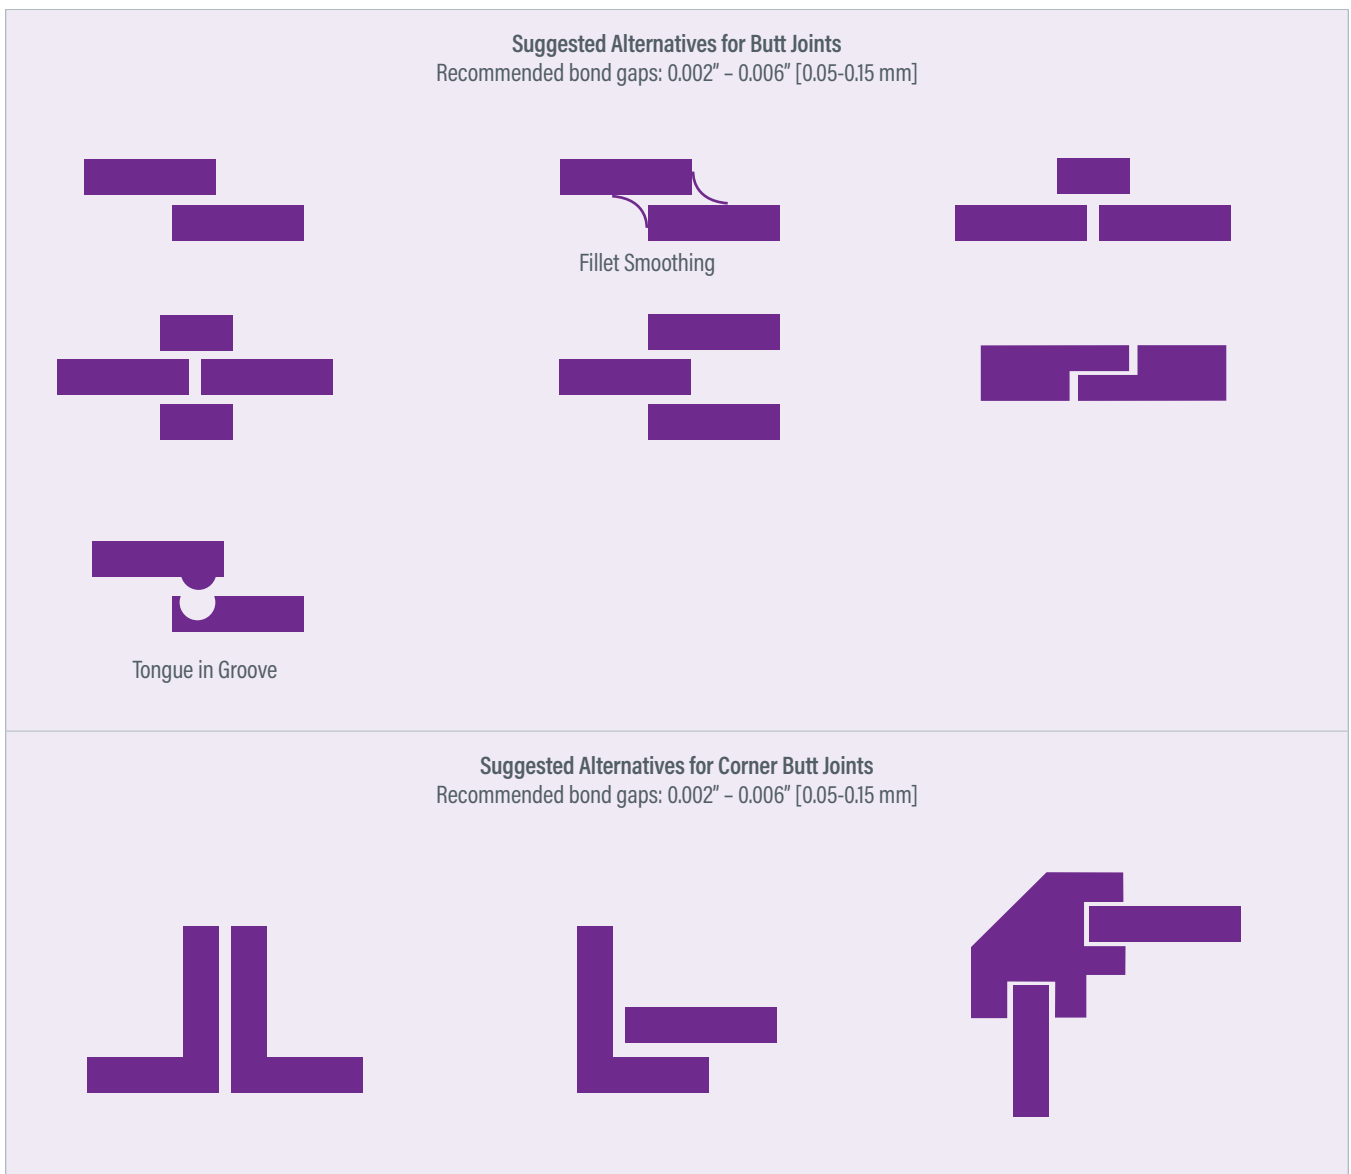 Suggested Alternatives for Butt Joints
Recommended bond gaps: 0.002” – 0.006” [0.05-0.15 mm]
Fillet Smoothing
Tongue in Groove
Suggested Alternatives for Corner Butt Joints
Recommended bond gaps: 0.002” – 0.006” [0.05-0.15 mm]